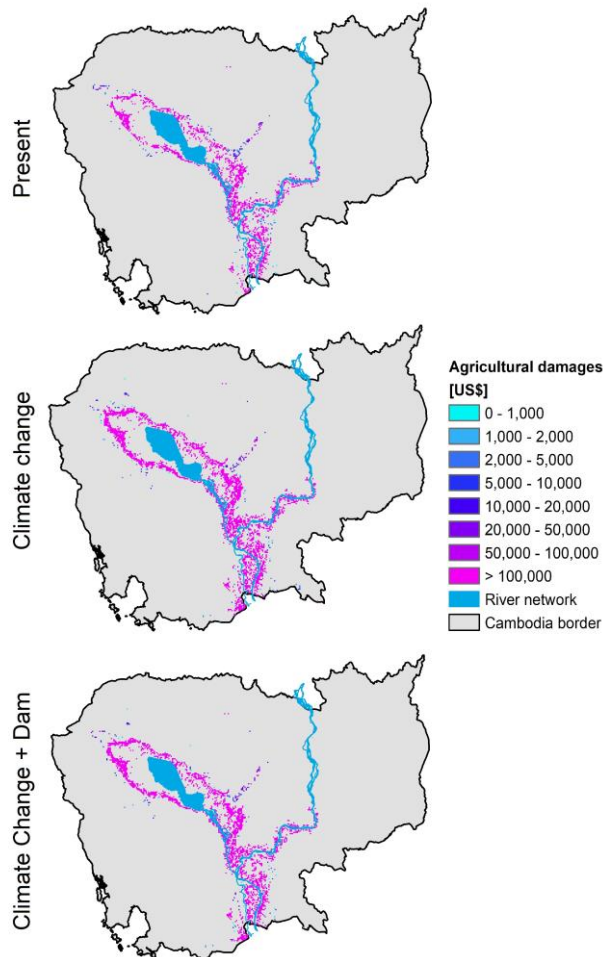 Present
Climate change
Agricultural damages
[US$]
0 - 1,000
1,000 - 2,000
2,000 - 5,000
5,000 - 10,000
10,000 - 20,000
20,000 - 50,000
50,000 - 100,000
> 100,000
River network
Cambodia border
Climate Change + Dam